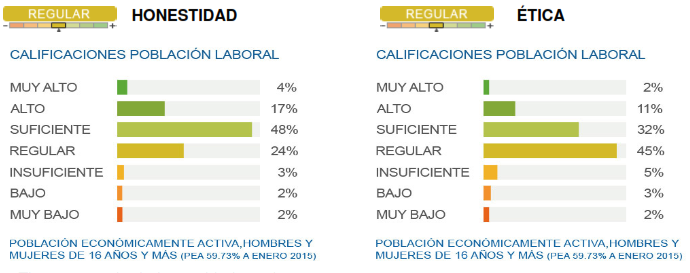 REGULAR HONESTIDAD
- +
CALIFICACIONES POBLACIÓN LABORAL
MUY ALTO 4%
ALTO 17%
SUFICIENTE 48%
REGULAR 24%
INSUFICIENTE 3%
BAJO 2%
MUY BAJO 2%
POBLACIÓN ECONÓMICAMENTE ACTIVA,HOMBRES Y
MUJERES DE 16 AÑOS Y MÁS (PEA 59.73% A ENERO 2015)
REGULAR ÉTICA
- +
CALIFICACIONES POBLACIÓN LABORAL
MUY ALTO 2%
ALTO 11%
SUFICIENTE 32%
REGULAR 45%
INSUFICIENTE 5%
BAJO 3%
MUY BAJO 2%
POBLACIÓN ECONÓMICAMENTE ACTIVA,HOMBRES Y
MUJERES DE 16 AÑOS Y MÁS (PEA 59.73% A ENERO 2015)